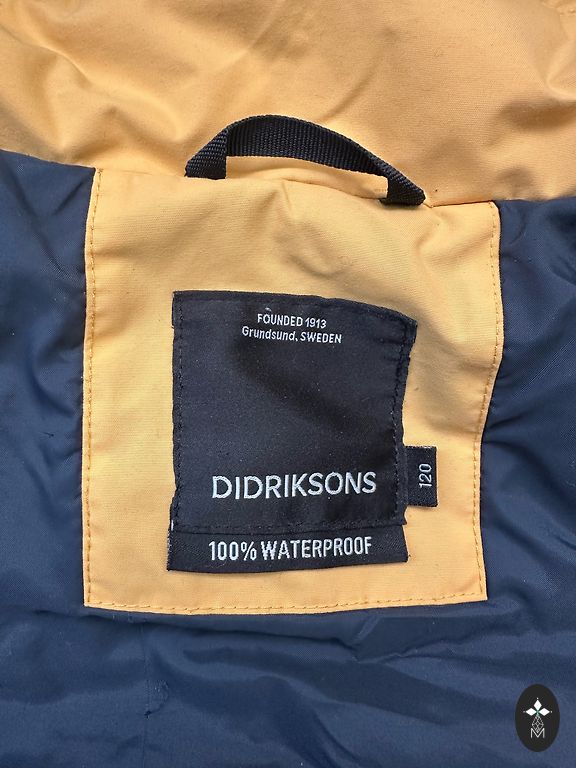 FOUNDED 1913
Grundsund, SWEDEN
DIDRIKSONS
120
100% WATERPROOF
M